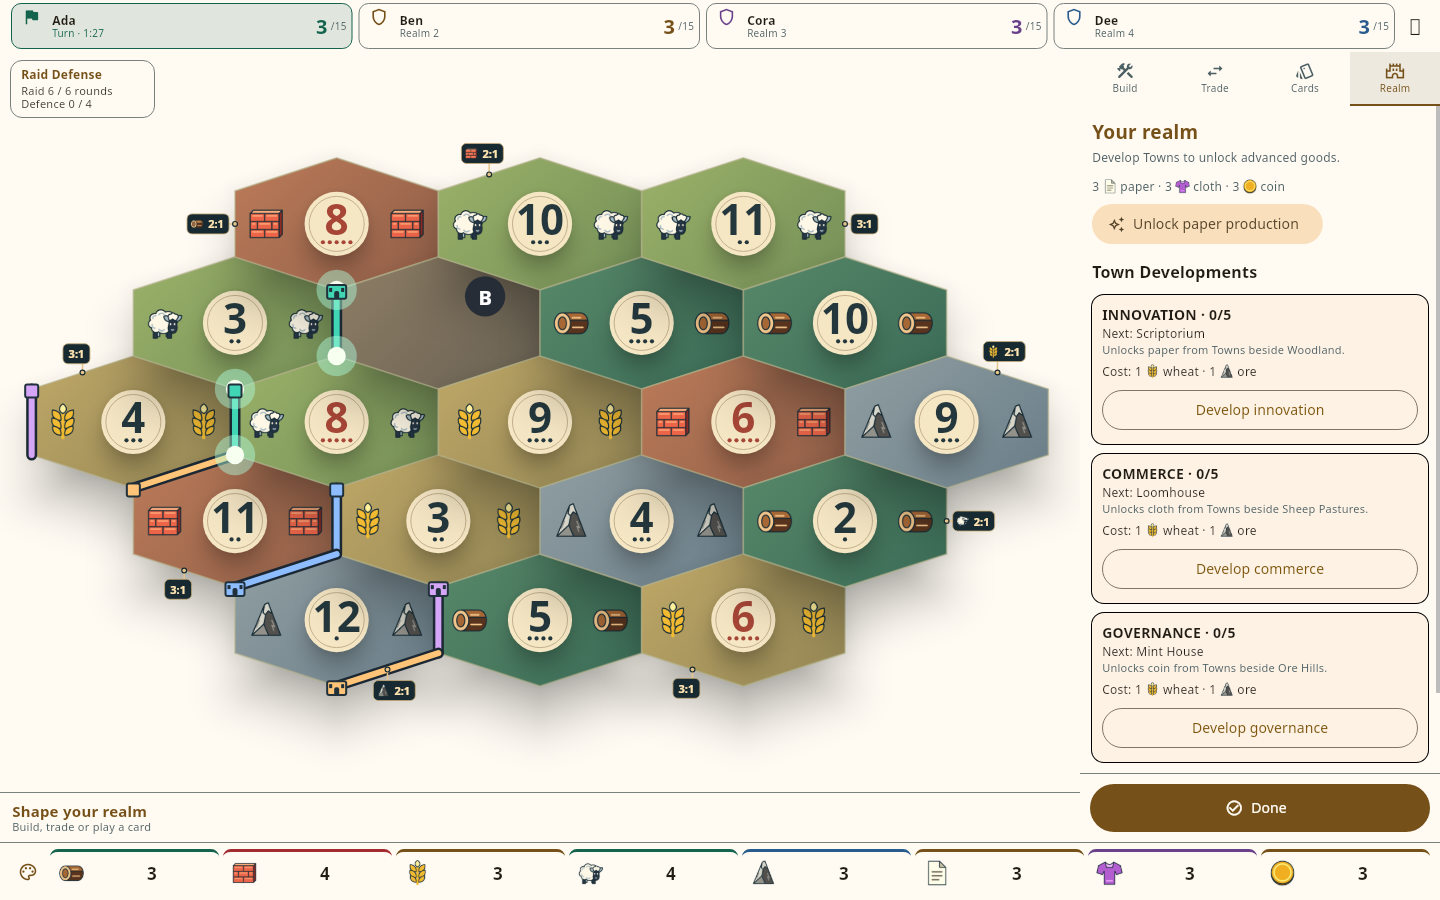 Ada
Turn · 1:27
3 /15
Ben
Realm 2
3 /15
Cora
Realm 3
3 /15
Dee
Realm 4
3 /15
Raid Defense
Raid 6 / 6 rounds
Defence 0 / 4
Build
Trade
Cards
Realm
Your realm
Develop Towns to unlock advanced goods.
3 paper · 3 cloth · 3 coin
Unlock paper production
Town Developments
INNOVATION · 0/5
Next: Scriptorium
Unlocks paper from Towns beside Woodland.
Cost: 1 wheat · 1 ore
Develop innovation
COMMERCE · 0/5
Next: Loomhouse
Unlocks cloth from Towns beside Sheep Pastures.
Cost: 1 wheat · 1 ore
Develop commerce
GOVERNANCE · 0/5
Next: Mint House
Unlocks coin from Towns beside Ore Hills.
Cost: 1 wheat · 1 ore
Develop governance
Done
2:1
2:1
8
10
11
3:1
3
B
5
10
3:1
2:1
4
8
9
6
9
11
3
4
2
2:1
3:1
12
5
6
2:1
3:1
Shape your realm
Build, trade or play a card
3
4
3
4
3
3
3
3